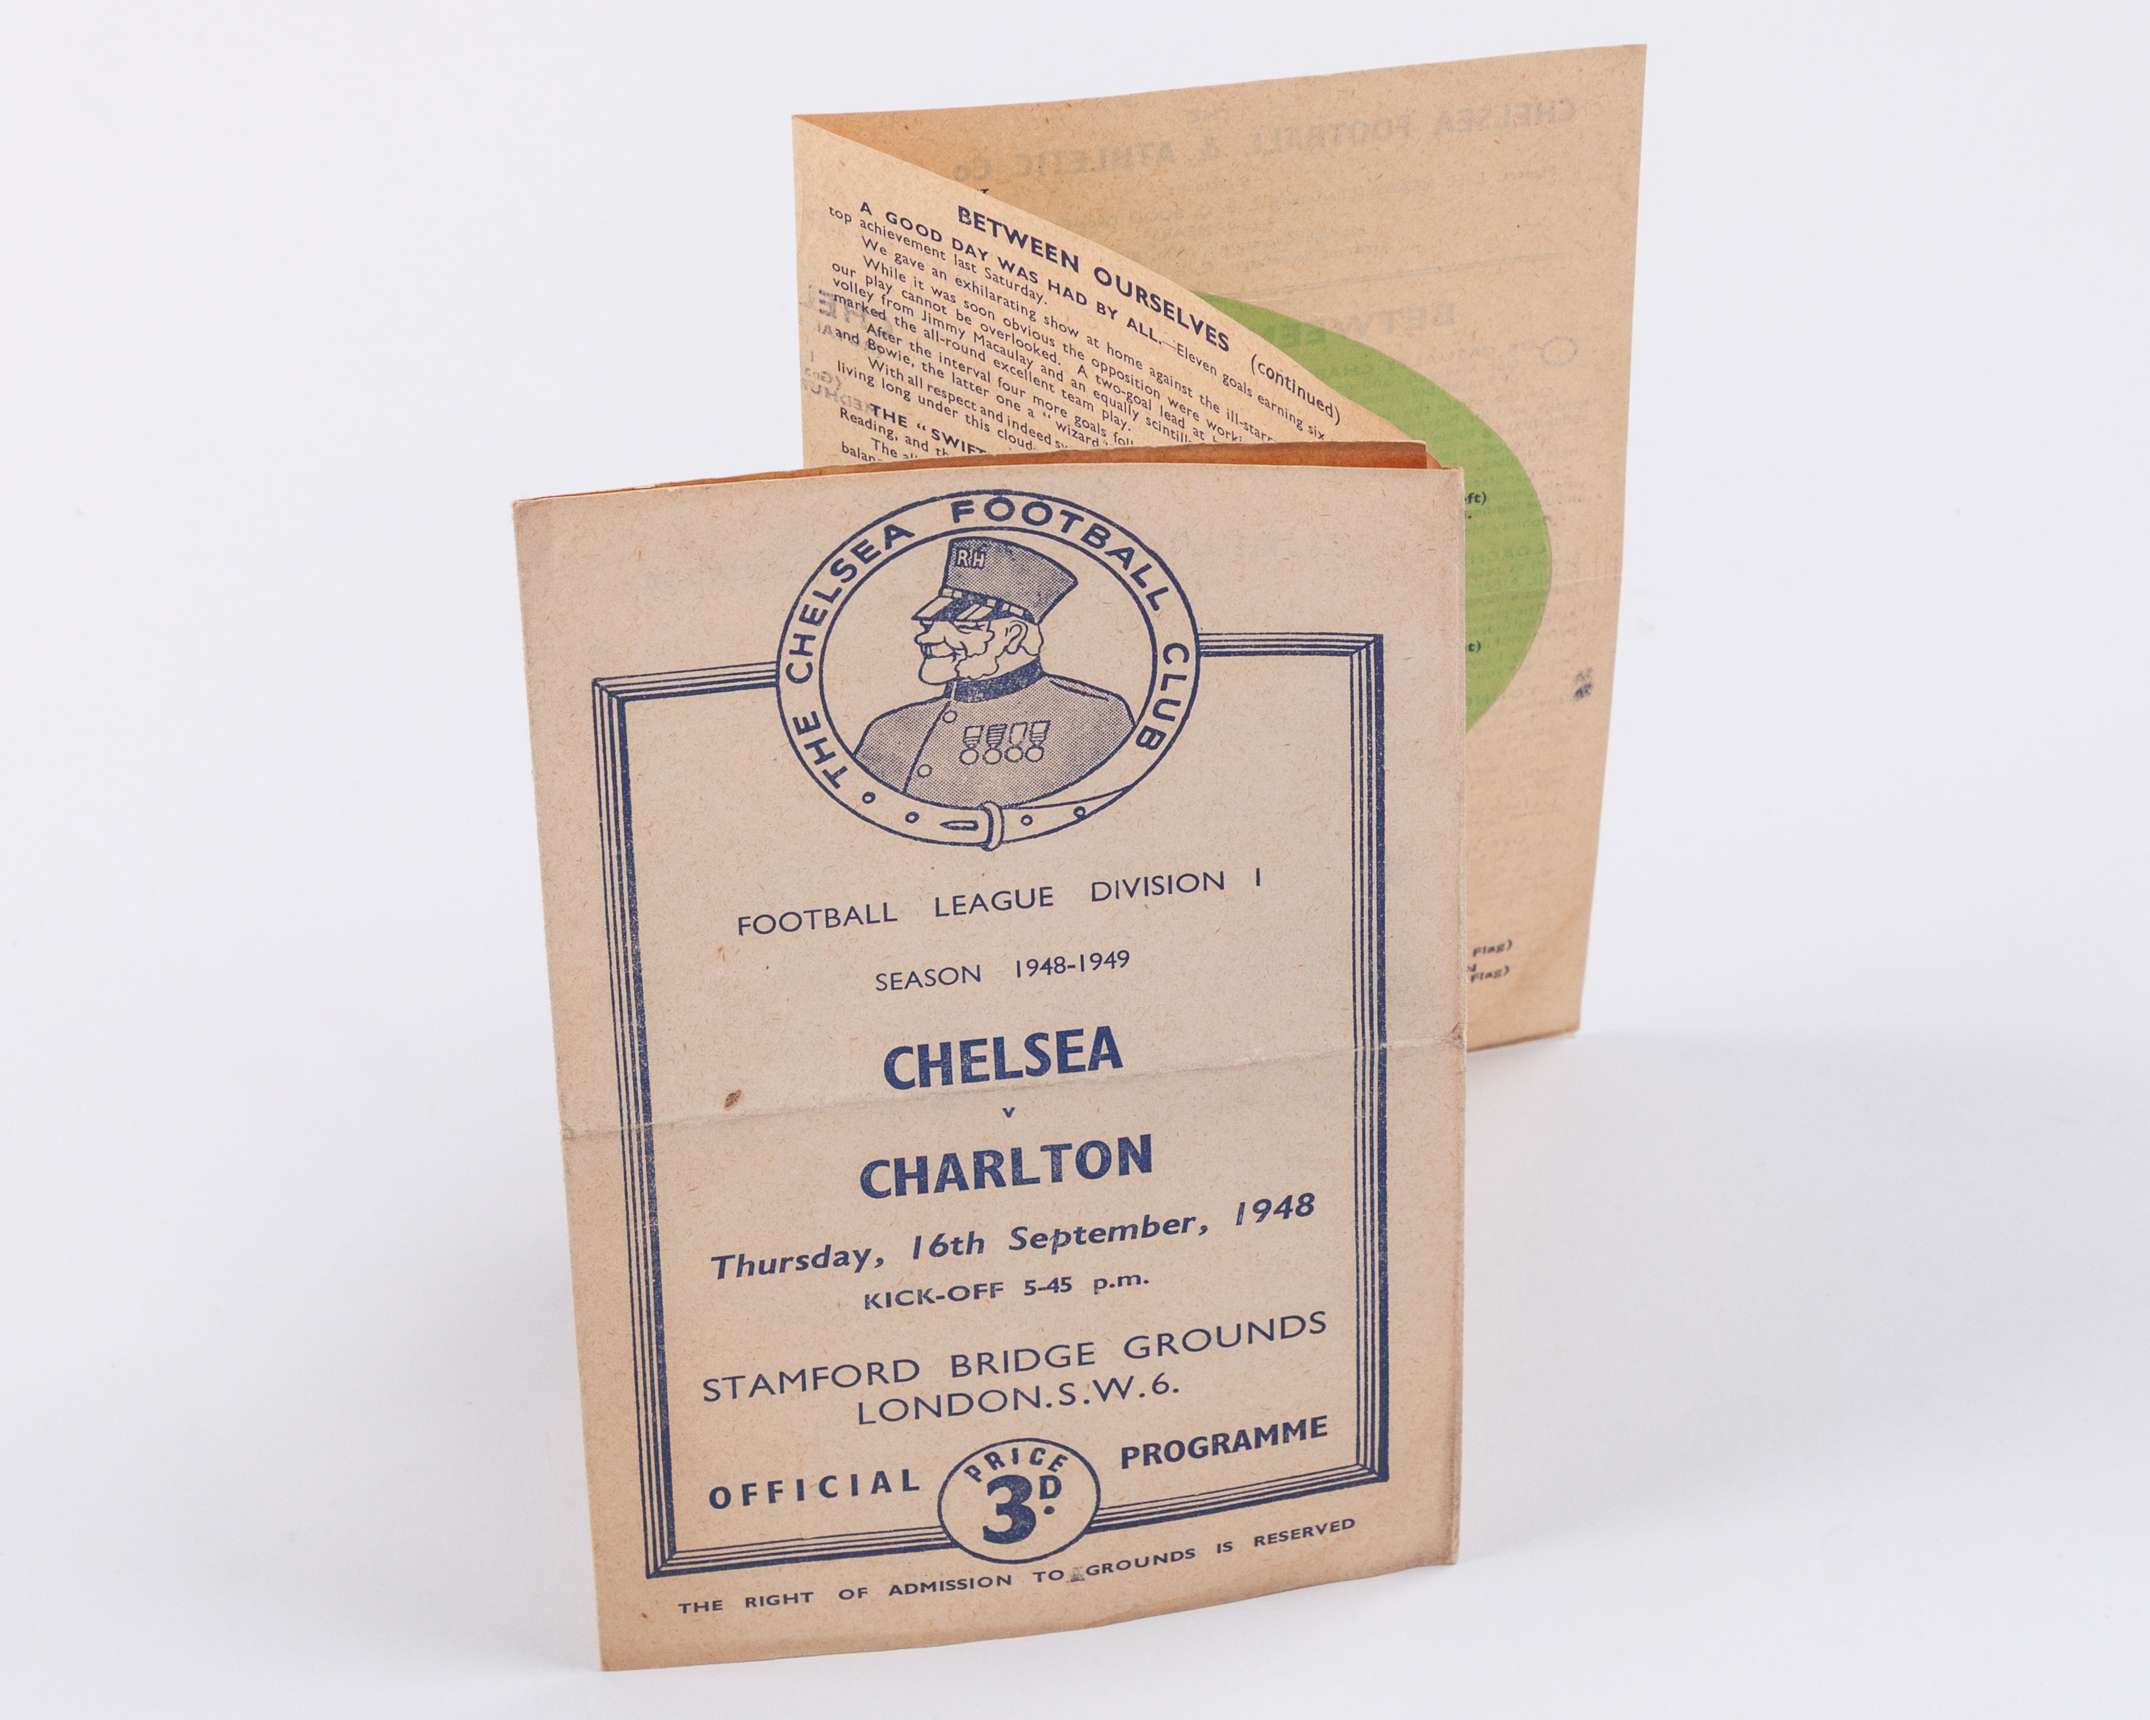 BETWEEN OURSELVES (continued)
A GOOD DAY WAS HAD BY ALL.—Eleven goals earning six
top achievement last Saturday.
We gave an exhilarating show at home against the ill-starr
While it was soon obvious the opposition were worki
our play cannot be overlooked. A two-goal lead at
volley from Jimmy Macaulay and an equally scintill
marked the all-round excellent team play.
After the interval four more goals foll
and Bowie, the latter one a "wizard"
With all respect and indeed sy
living long under this cloud.
THE "SWIFT
Reading, and th
The
balan
THE CHELSEA FOOTBALL CLUB
RH
FOOTBALL LEAGUE DIVISION I
SEASON 1948-1949
CHELSEA
v
CHARLTON
Thursday, 16th September, 1948
KICK-OFF 5-45 p.m.
STAMFORD BRIDGE GROUNDS
LONDON.S.W.6.
OFFICIAL PROGRAMME
PRICE
3D.
THE RIGHT OF ADMISSION TO GROUNDS IS RESERVED
ft)
t)
Flag)
Flag)